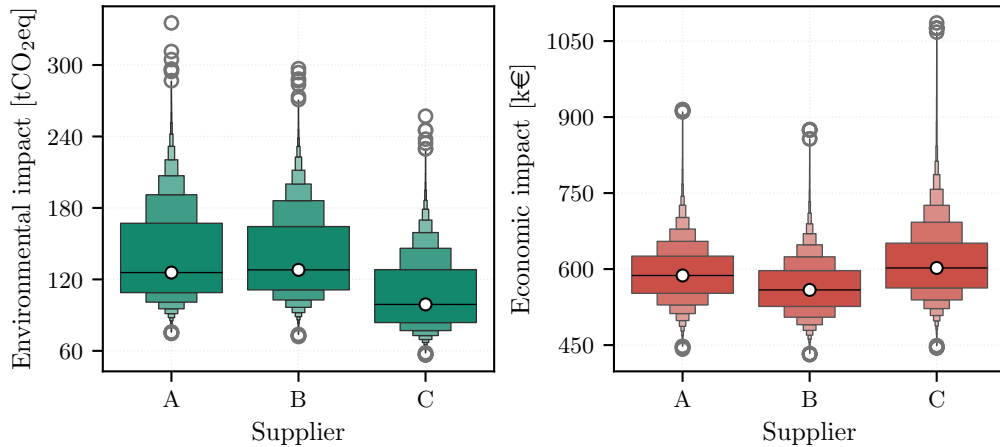 Environmental impact [tCO₂eq]
300
240
180
120
60
A B C
Supplier
Economic impact [k€]
1050
900
750
600
450
A B C
Supplier